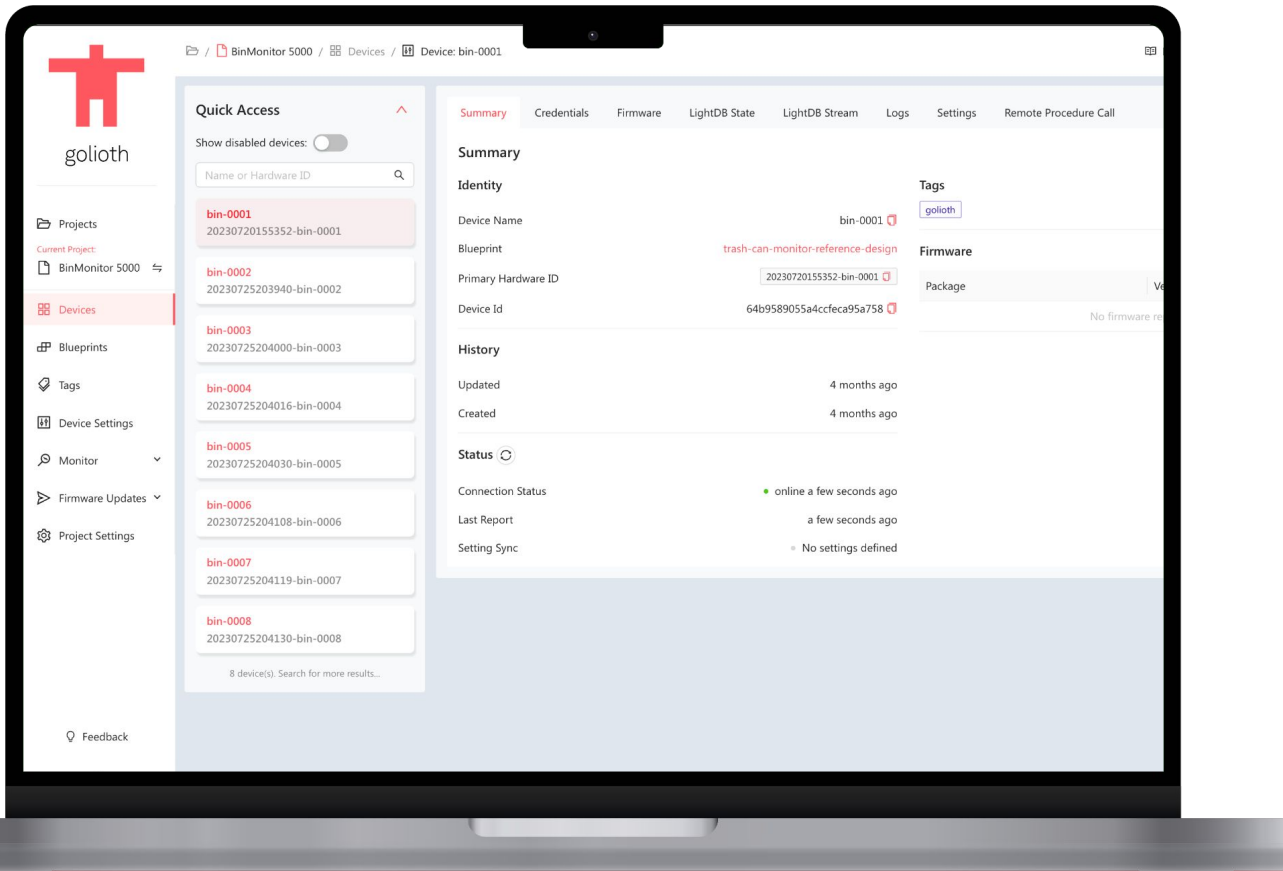 golioth
/ BinMonitor 5000 / Devices / Device: bin-0001
Projects
Current Project:
BinMonitor 5000
Devices
Blueprints
Tags
Device Settings
Monitor
Firmware Updates
Project Settings
Feedback
Quick Access
Show disabled devices:
Name or Hardware ID
bin-0001
20230720155352-bin-0001
bin-0002
20230725203940-bin-0002
bin-0003
20230725204000-bin-0003
bin-0004
20230725204016-bin-0004
bin-0005
20230725204030-bin-0005
bin-0006
20230725204108-bin-0006
bin-0007
20230725204119-bin-0007
bin-0008
20230725204130-bin-0008
8 device(s). Search for more results...
Summary Credentials Firmware LightDB State LightDB Stream Logs Settings Remote Procedure Call
Summary
Identity
Device Name bin-0001
Blueprint trash-can-monitor-reference-design
Primary Hardware ID 20230720155352-bin-0001
Device Id 64b9589055a4ccfeca95a758
History
Updated 4 months ago
Created 4 months ago
Status
Connection Status online a few seconds ago
Last Report a few seconds ago
Setting Sync No settings defined
Tags
golioth
Firmware
Package Ve
No firmware re